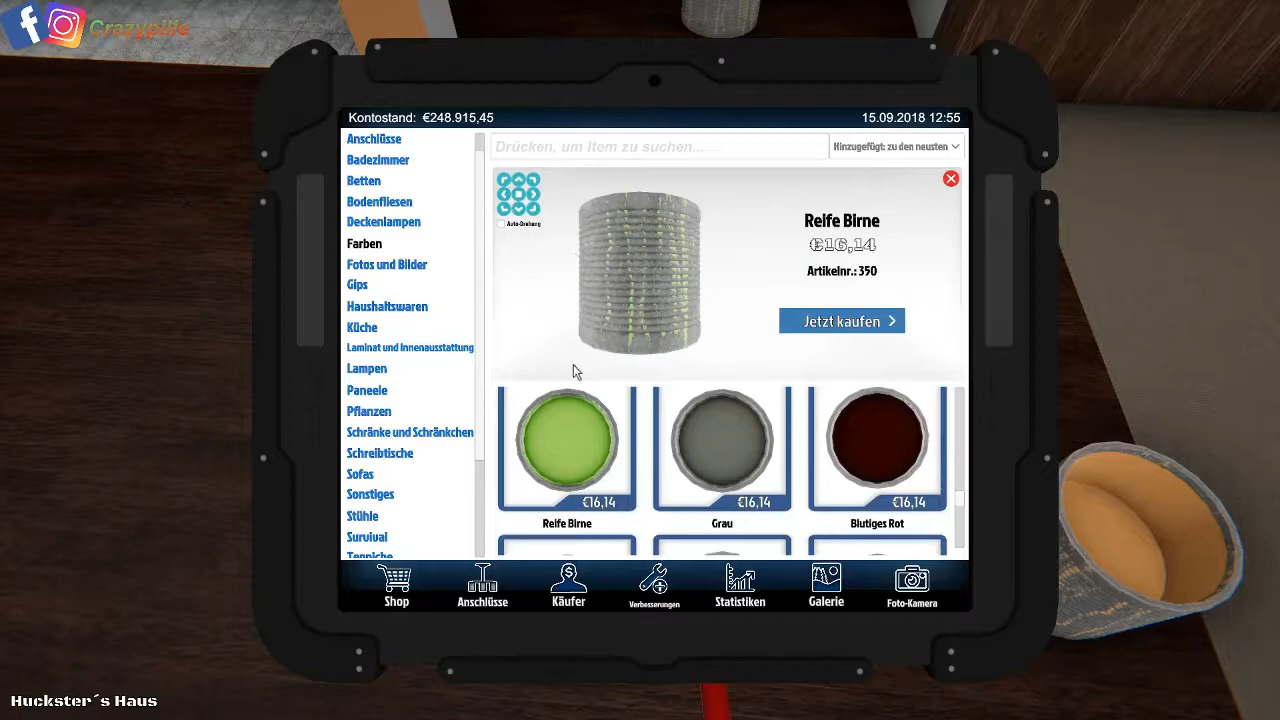 Crazypills
Kontostand: €248.915,45
15.09.2018 12:55
Anschlüsse
Badezimmer
Betten
Bodenfliesen
Deckenlampen
Farben
Fotos und Bilder
Gips
Haushaltswaren
Küche
Laminat und Innenausstattung
Lampen
Paneele
Pflanzen
Schränke und Schränkchen
Schreibtische
Sofas
Sonstiges
Stühle
Survival
Teppiche
Drücken, um Item zu suchen...
Hinzugefügt: zu den neusten
Auto-Drehung
Reife Birne
€16,14
Artikelnr.: 350
Jetzt kaufen
€16,14
€16,14
€16,14
Reife Birne
Grau
Blutiges Rot
Shop
Anschlüsse
Käufer
Verbesserungen
Statistiken
Galerie
Foto-Kamera
Huckster´s Haus